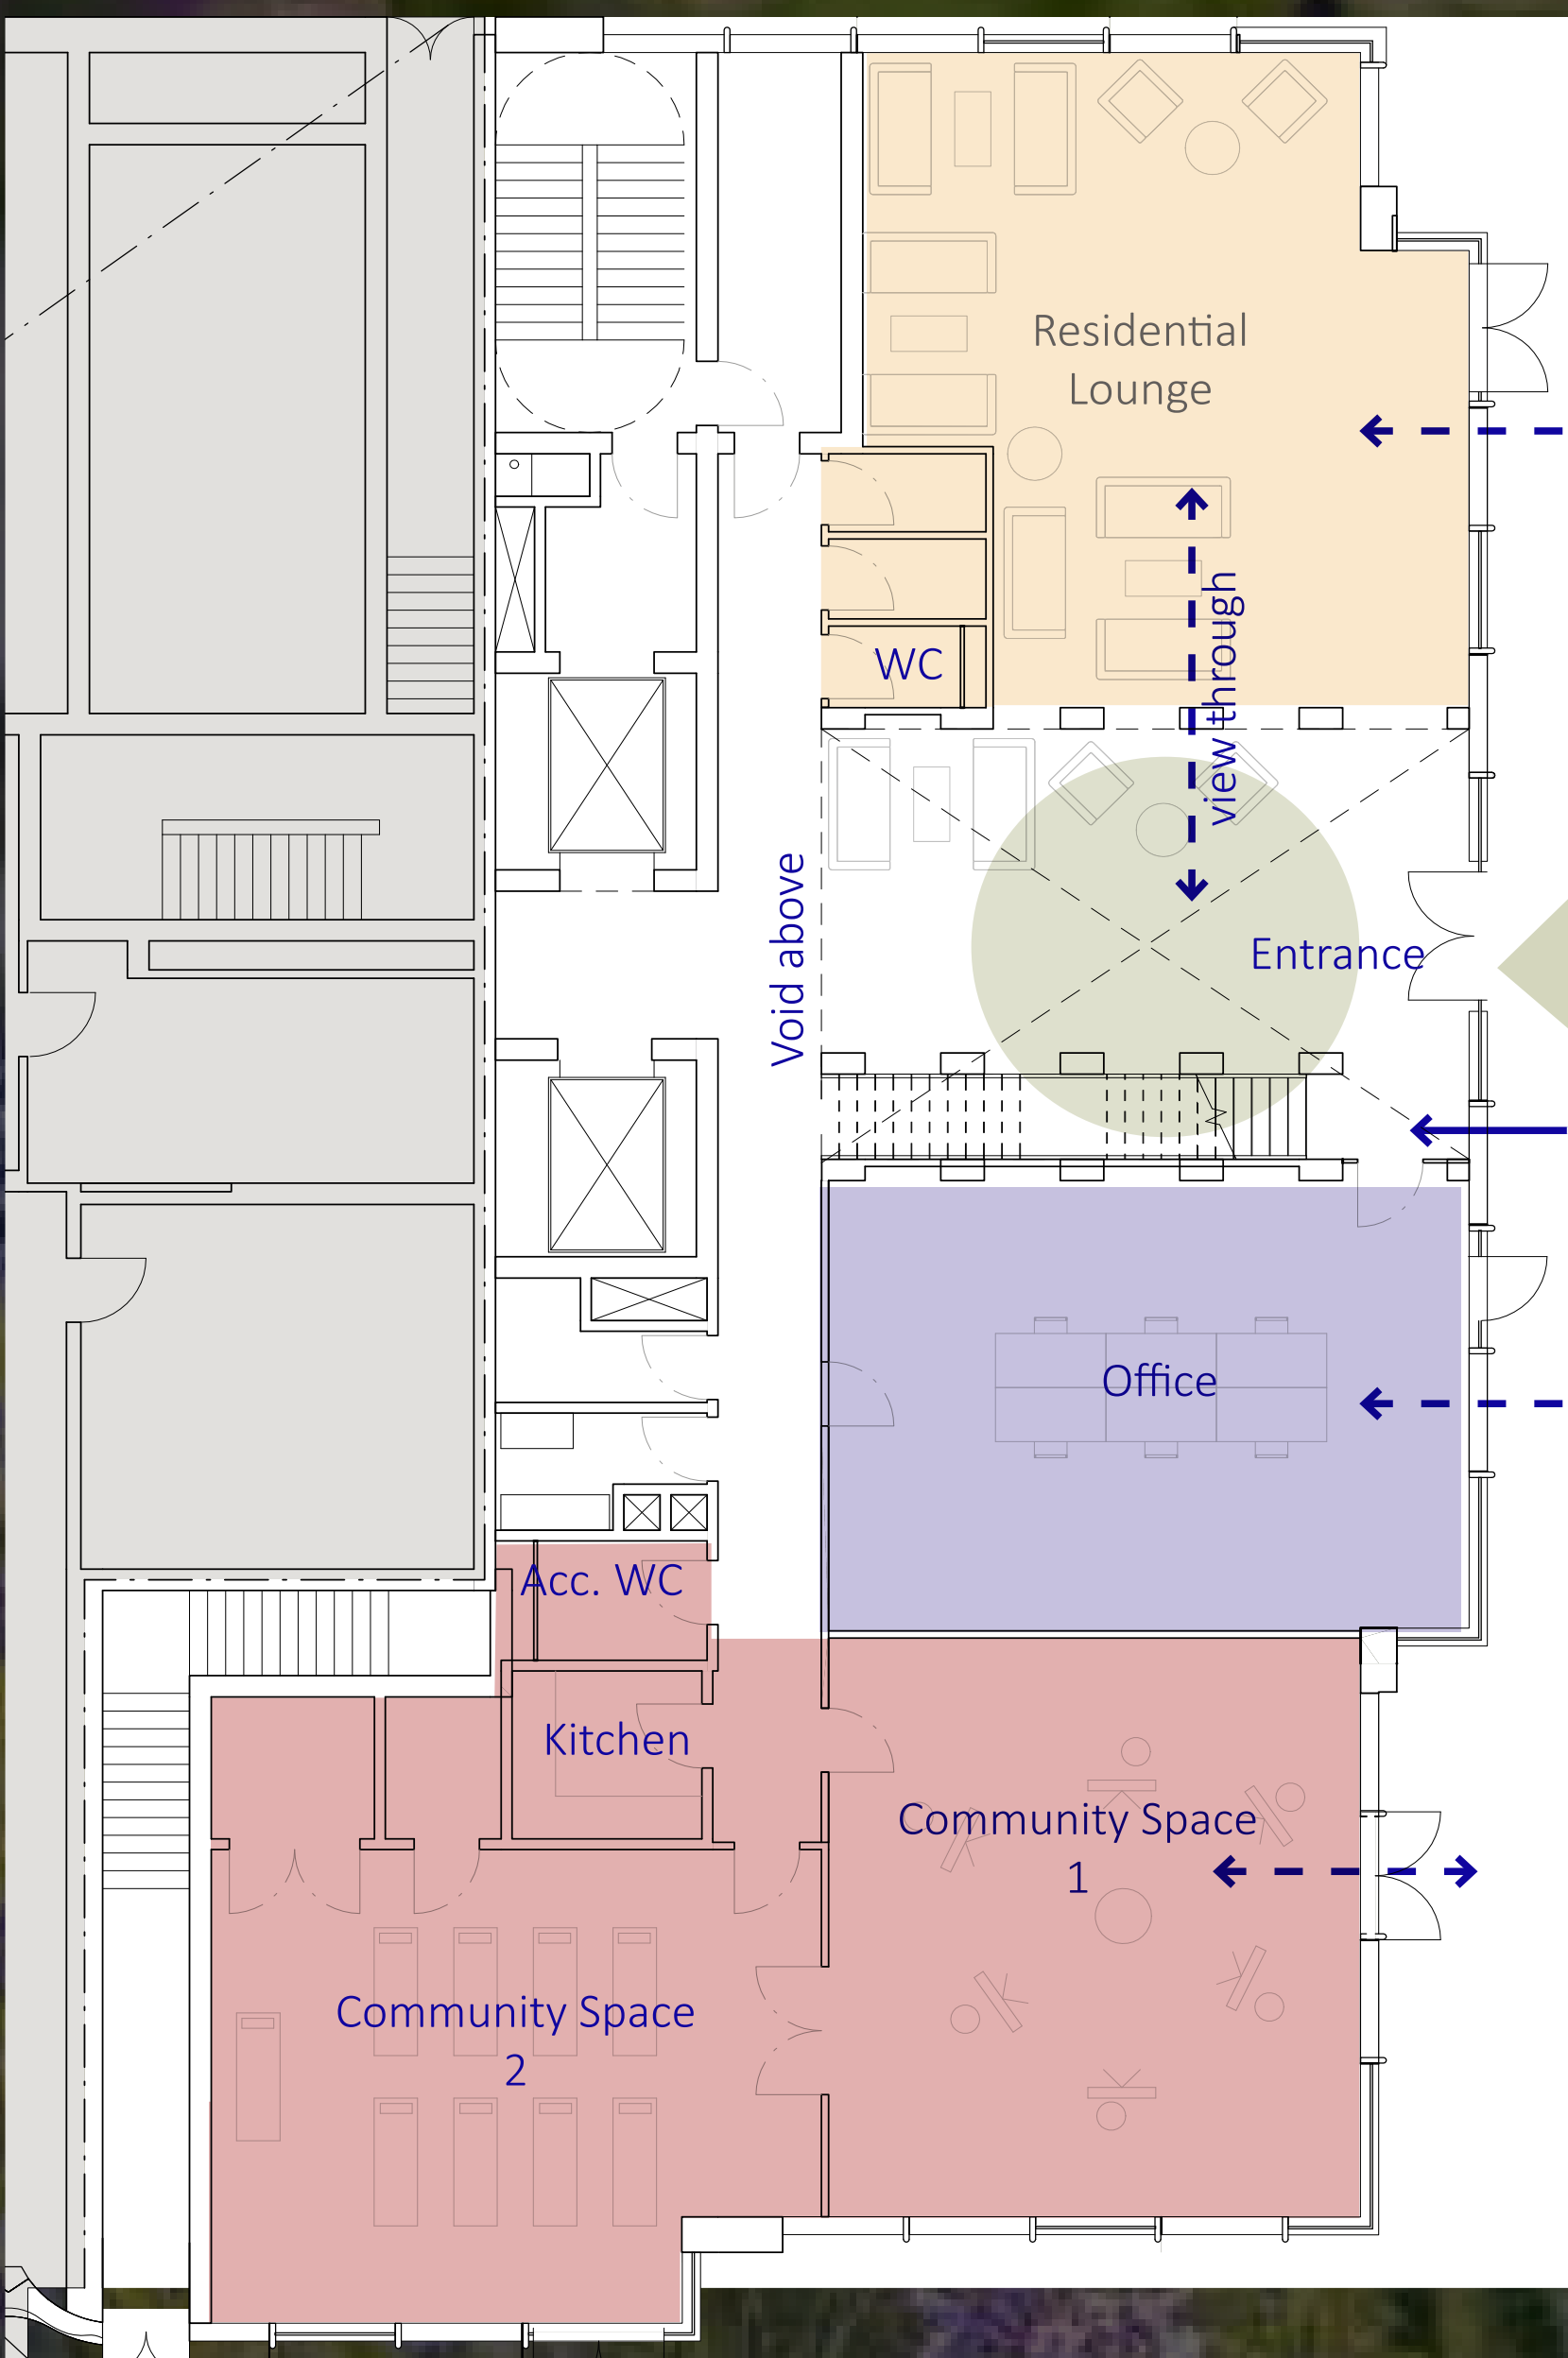 Residential
Lounge
view through
WC
Void above
Entrance
Office
Acc. WC
Kitchen
Community Space
1
Community Space
2